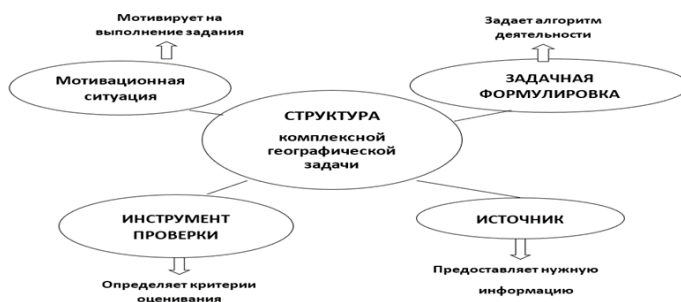 Мотивирует на
выполнение задания
Задает алгоритм
деятельности
Мотивационная
ситуация
ЗАДАЧНАЯ
ФОРМУЛИРОВКА
СТРУКТУРА
комплексной
географической
задачи
ИНСТРУМЕНТ
ПРОВЕРКИ
ИСТОЧНИК
Определяет критерии
оценивания
Предоставляет нужную
информацию